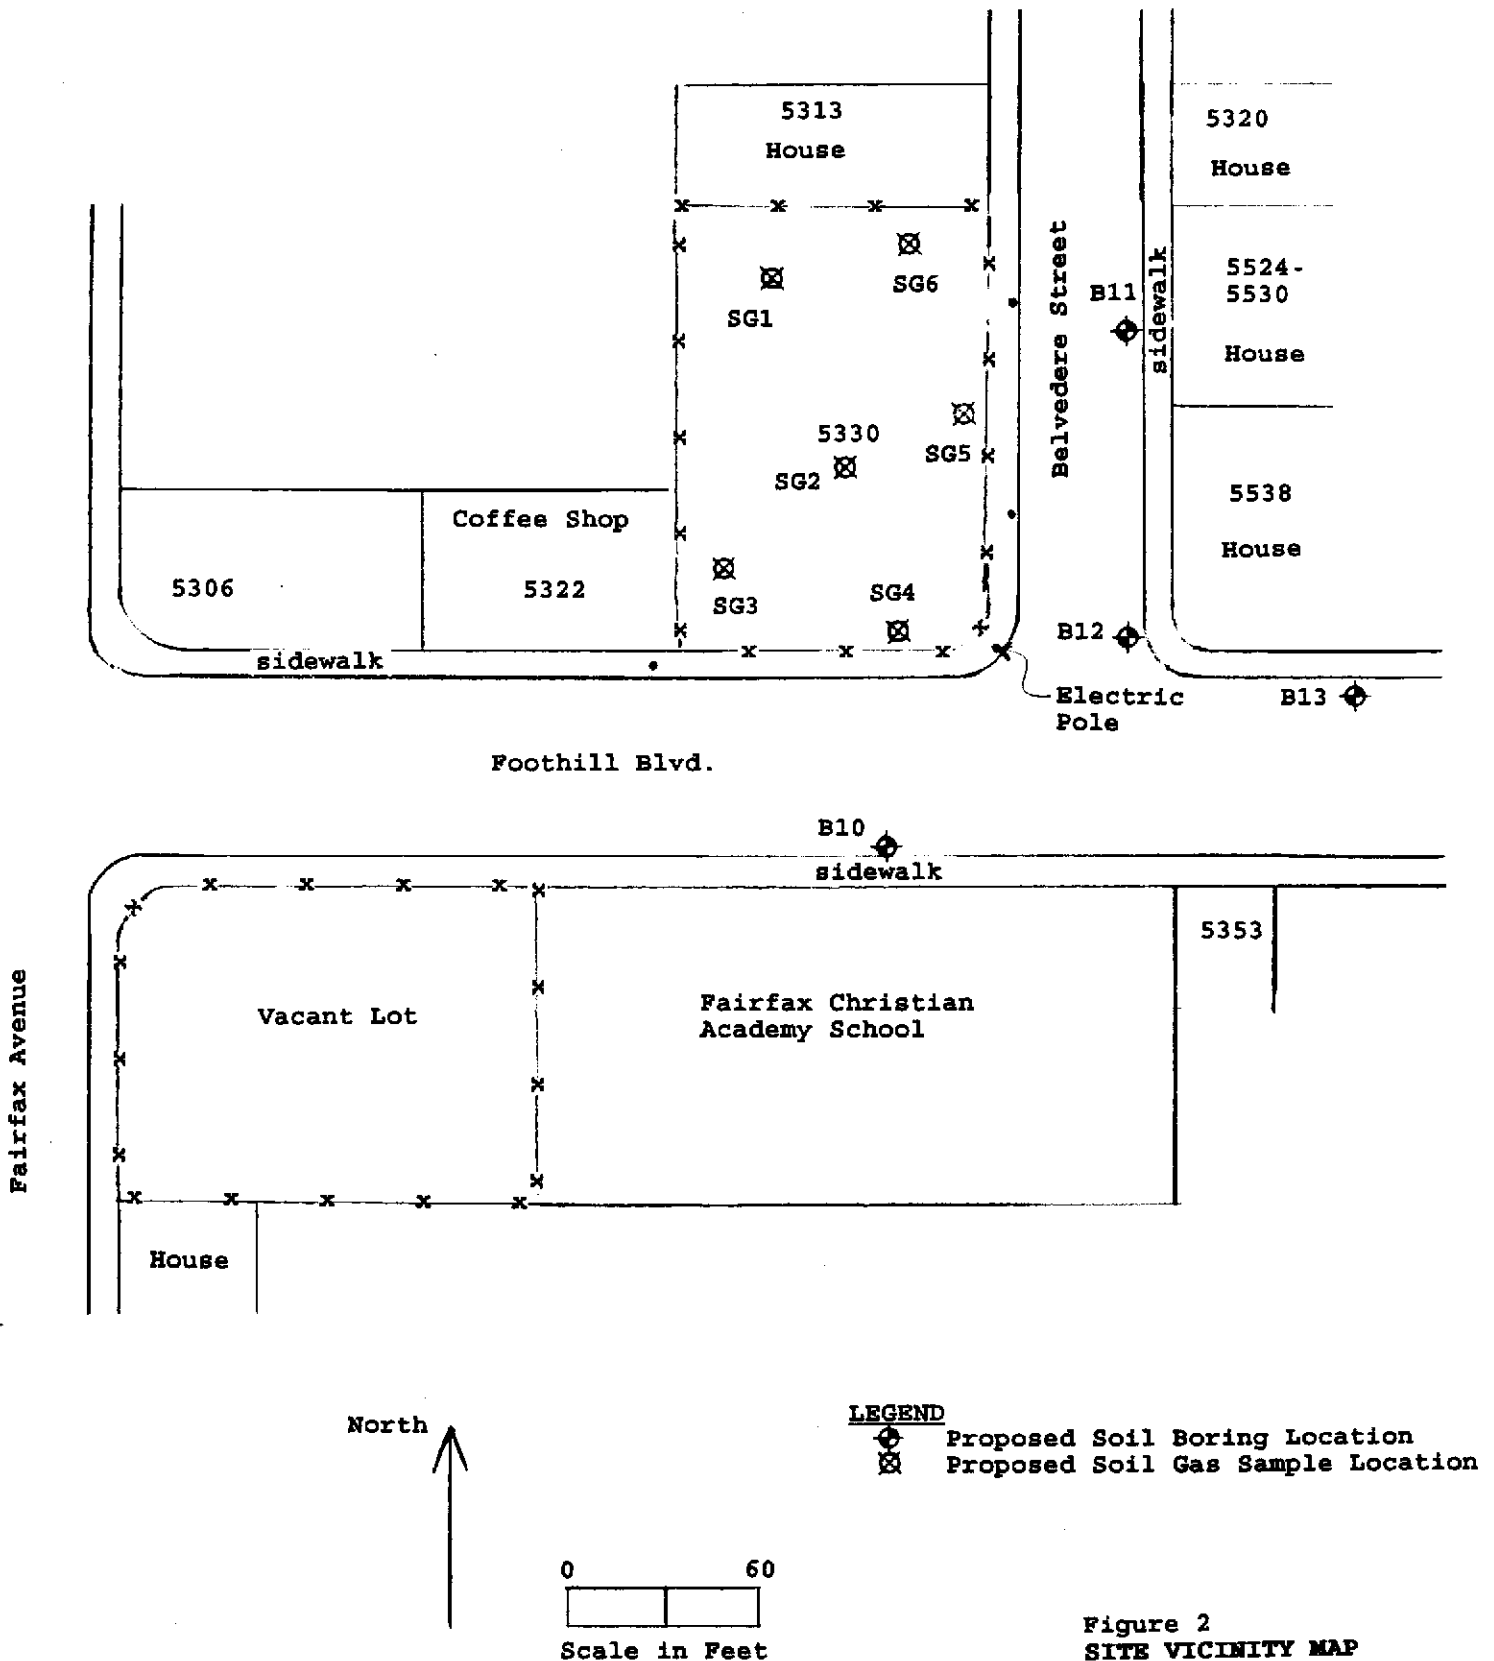 5313
House
5320
House
Belvedere Street
sidewalk
B11
5524-
5530
House
SG6
SG1
5330
SG5
SG2
5538
House
Coffee Shop
5306
5322
SG3
SG4
B12
sidewalk
Electric
Pole
B13
Foothill Blvd.
B10
sidewalk
5353
Fairfax Avenue
Vacant Lot
Fairfax Christian
Academy School
House
North
LEGEND
Proposed Soil Boring Location
Proposed Soil Gas Sample Location
0 60
Scale in Feet
Figure 2
SITE VICINITY MAP